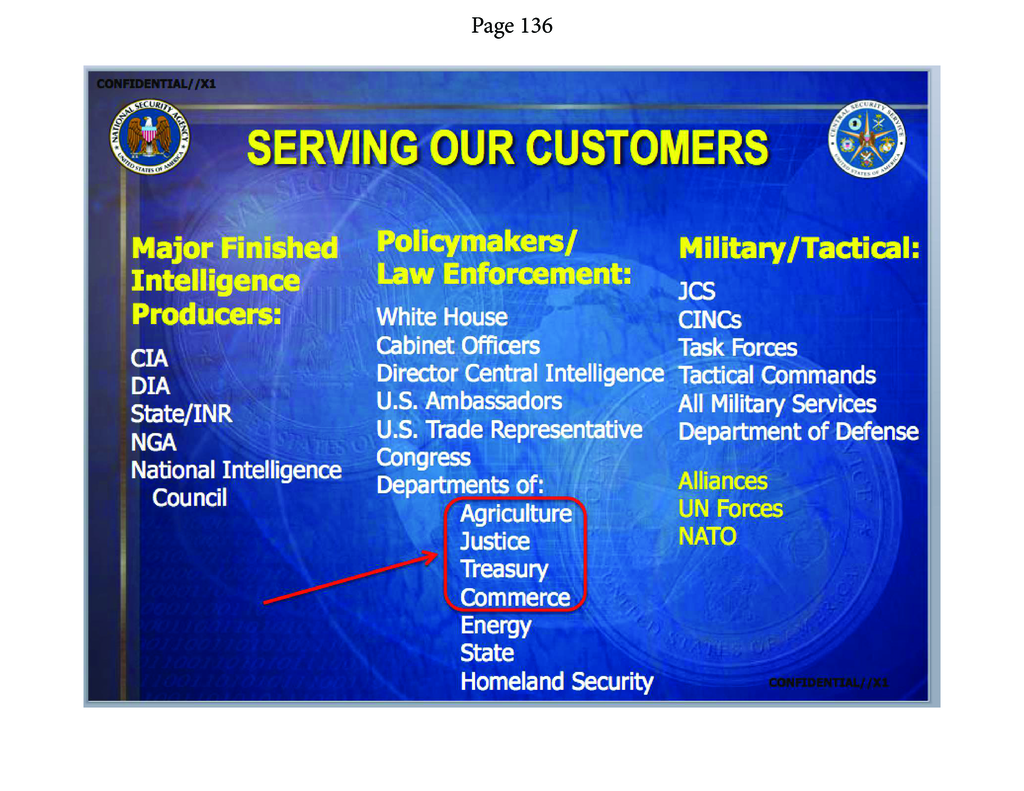 Page 136
CONFIDENTIAL//X1
NATIONAL SECURITY AGENCY
UNITED STATES OF AMERICA
SERVING OUR CUSTOMERS
CENTRAL SECURITY SERVICE
UNITED STATES OF AMERICA
Major Finished
Intelligence
Producers:
CIA
DIA
State/INR
NGA
National Intelligence
Council
Policymakers/
Law Enforcement:
White House
Cabinet Officers
Director Central Intelligence
U.S. Ambassadors
U.S. Trade Representative
Congress
Departments of:
Agriculture
Justice
Treasury
Commerce
Energy
State
Homeland Security
Military/Tactical:
JCS
CINCs
Task Forces
Tactical Commands
All Military Services
Department of Defense
Alliances
UN Forces
NATO
CONFIDENTIAL//X1